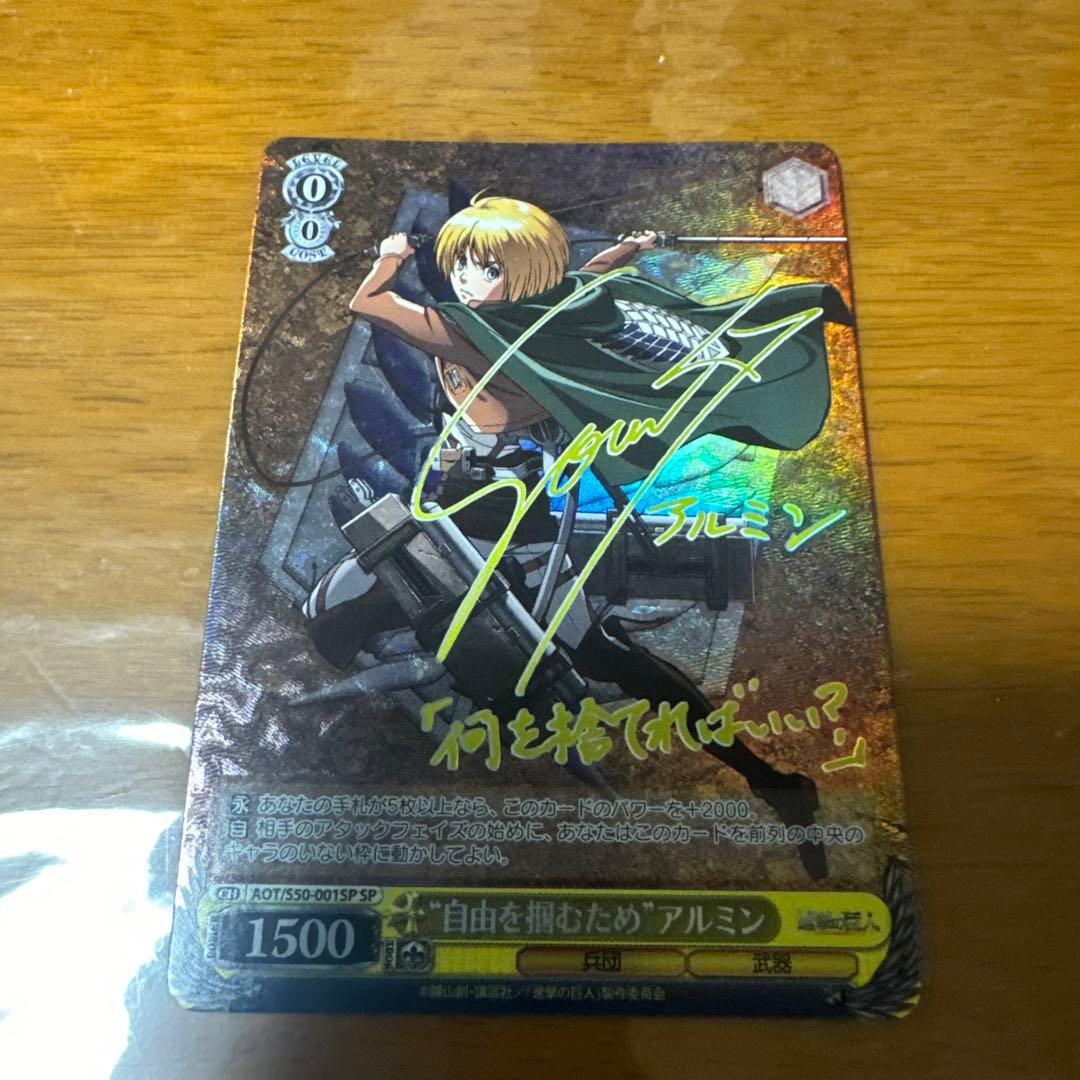 LEVEL
0
0
COST
アルミン
「何を捨てればいい?」
永 あなたの手札が5枚以上なら、このカードのパワーを+2000。
自 相手のアタックフェイズの始めに、あなたはこのカードを前列の中央の
キャラのいない枠に動かしてよい。
AOT/S50-001SP SP
1500
“自由を掴むため”アルミン
進撃の巨人
兵団 武器
©諫山創・講談社/「進撃の巨人」製作委員会